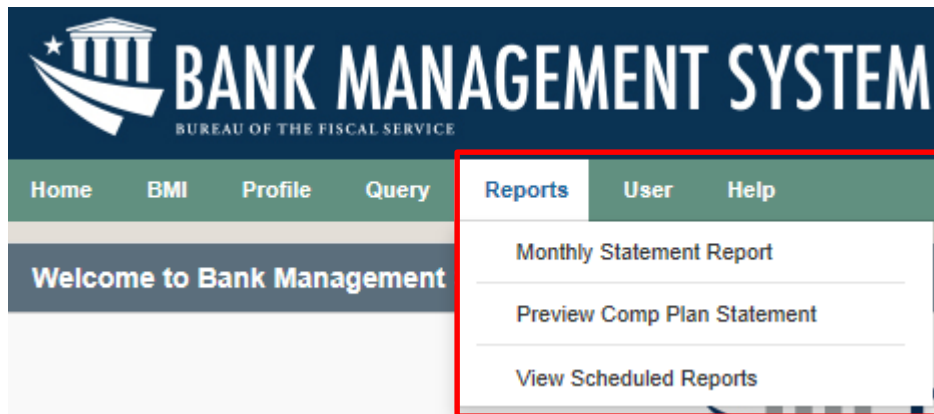 BANK MANAGEMENT SYSTEM
BUREAU OF THE FISCAL SERVICE
Home BMI Profile Query Reports User Help
Monthly Statement Report
Welcome to Bank Management
Preview Comp Plan Statement
View Scheduled Reports